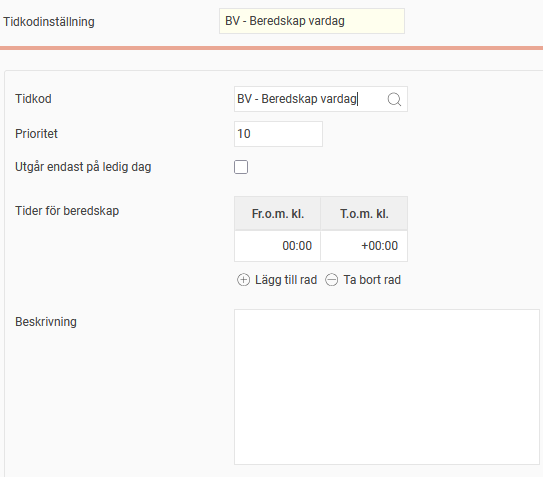 Tidkodinställning BV - Beredskap vardag
Tidkod BV - Beredskap vardag
Prioritet 10
Utgår endast på ledig dag
Tider för beredskap Fr.o.m. kl. T.o.m. kl.
00:00 +00:00
Lägg till rad Ta bort rad
Beskrivning